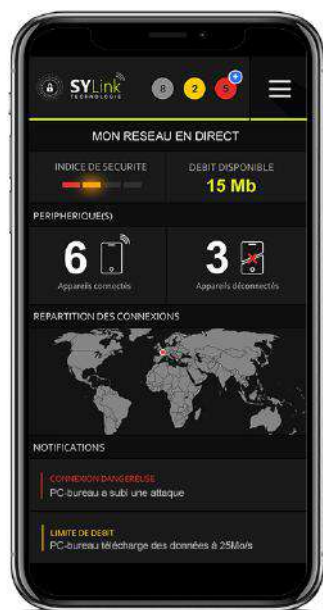 SYLink
TECHNOLOGIE
8 2 5
MON RESEAU EN DIRECT
INDICE DE SECURITE
DEBIT DISPONIBLE
15 Mb
PERIPHERIQUE(S)
6
Appareils connectés
3
Appareils déconnectés
REPARTITION DES CONNEXIONS
NOTIFICATIONS
CONNEXION DANGEREUSE
PC-bureau a subi une attaque
LIMITE DE DEBIT
PC-bureau télécharge des données à 25Mo/s